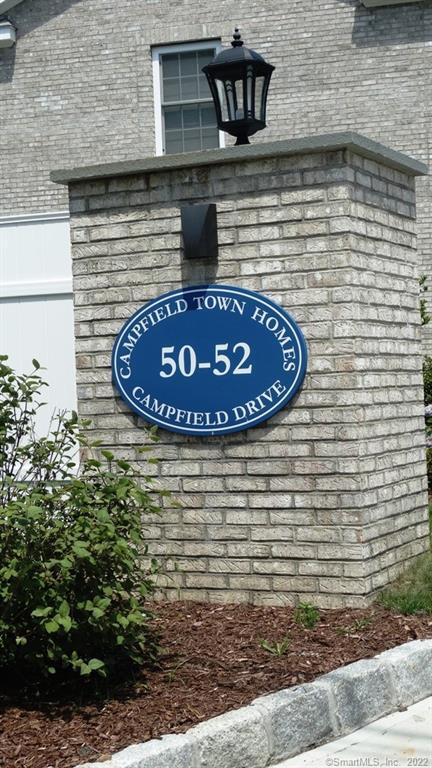 CAMPFIELD TOWN HOMES
50-52
CAMPFIELD DRIVE
©SmartMLS, Inc. 2022